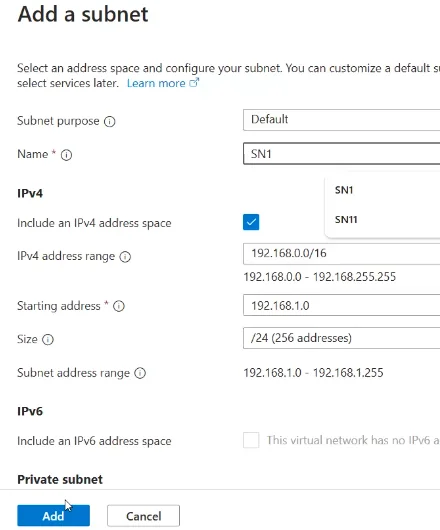 Add a subnet
Select an address space and configure your subnet. You can customize a default
select services later. Learn more
Subnet purpose
Default
Name *
SN1
SN1
SN11
IPv4
Include an IPv4 address space
IPv4 address range
192.168.0.0/16
192.168.0.0 - 192.168.255.255
Starting address *
192.168.1.0
Size
/24 (256 addresses)
Subnet address range
192.168.1.0 - 192.168.1.255
IPv6
Include an IPv6 address space
This virtual network has no IPv6
Private subnet
Add
Cancel